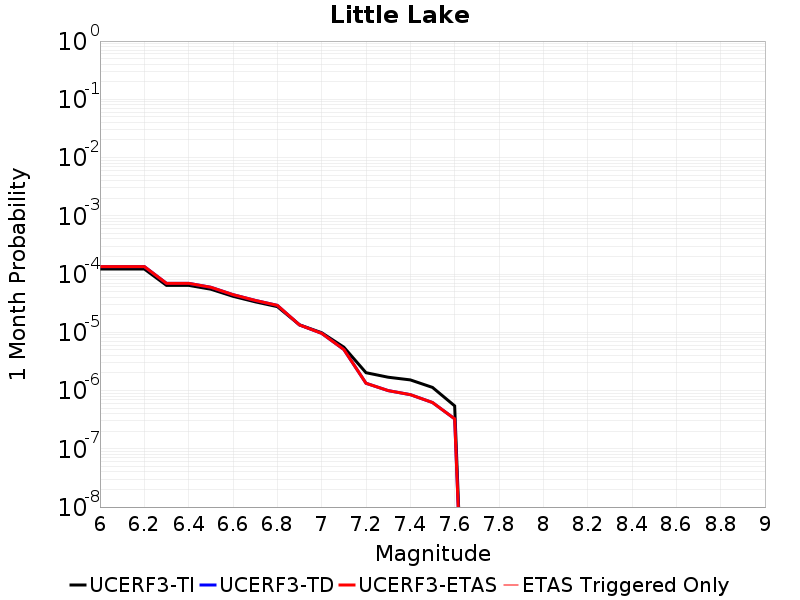 Little Lake
1 Month Probability
10^0
10^-1
10^-2
10^-3
10^-4
10^-5
10^-6
10^-7
10^-8
6 6.2 6.4 6.6 6.8 7 7.2 7.4 7.6 7.8 8 8.2 8.4 8.6 8.8 9
Magnitude
UCERF3-TI UCERF3-TD UCERF3-ETAS ETAS Triggered Only